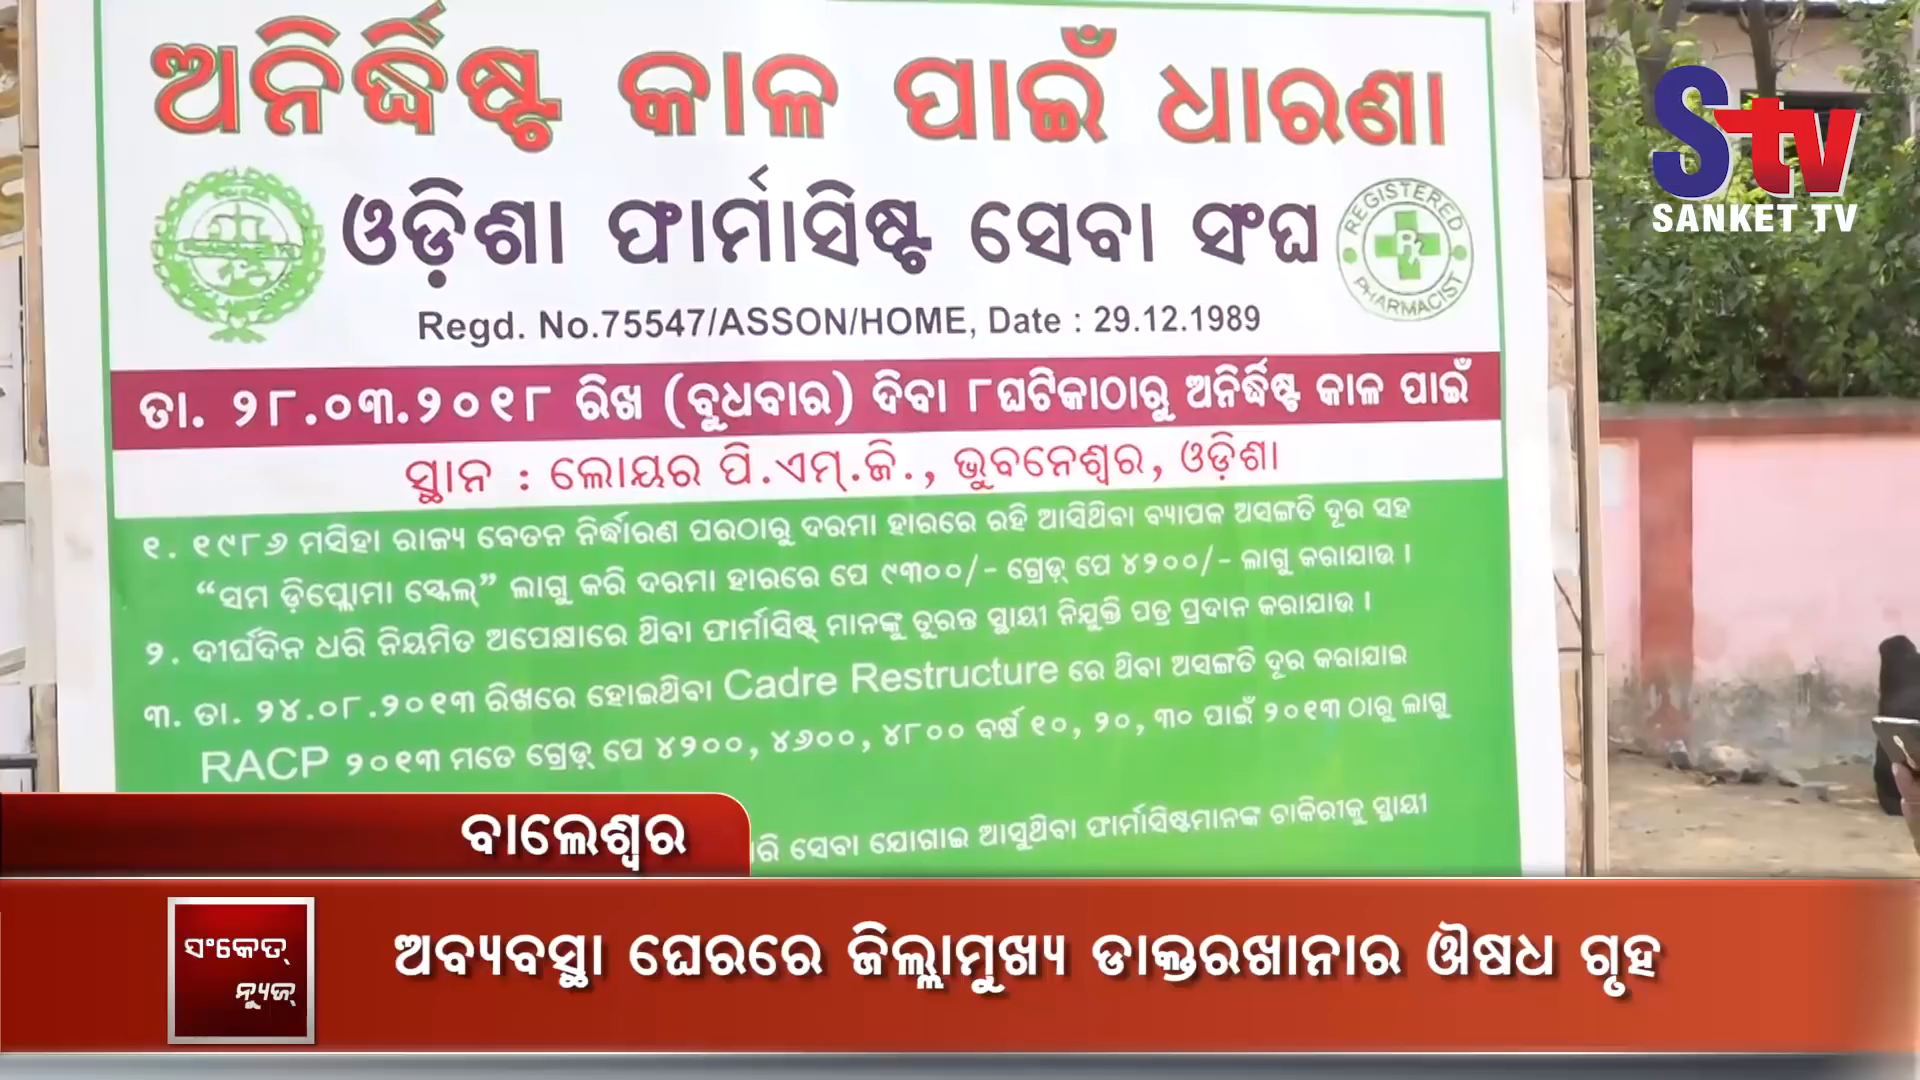 ଅନିର୍ଦ୍ଧିଷ୍ଟ କାଳ ପାଇଁ ଧାରଣା
ଓଡ଼ିଶା ଫାର୍ମାସିଷ୍ଟ ସେବା ସଂଘ
REGISTERED PHARMACIST
Rx
Regd. No.75547/ASSON/HOME, Date : 29.12.1989
ତା. ୨୮.୦୩.୨୦୧୮ ରିଖ (ବୁଧବାର) ଦିବା ୮ଘଟିକାଠାରୁ ଅନିର୍ଦ୍ଧିଷ୍ଟ କାଳ ପାଇଁ
ସ୍ଥାନ : ଲୋୟର ପି.ଏମ୍.ଜି., ଭୁବନେଶ୍ୱର, ଓଡ଼ିଶା
୧. ୧୯୮୬ ମସିହା ରାଜ୍ୟ ବେତନ ନିର୍ଦ୍ଧାରଣ ପରଠାରୁ ଦରମା ହାରରେ ରହି ଆସିଥିବା ବ୍ୟାପକ ଅସଙ୍ଗତି ଦୂର ସହ
“ସମ ଡ଼ିପ୍ଲୋମା ସ୍କେଲ୍” ଲାଗୁ କରି ଦରମା ହାରରେ ପେ ୯୩୦୦/- ଗ୍ରେଡ଼୍ ପେ ୪୨୦୦/- ଲାଗୁ କରାଯାଉ ।
୨. ଦୀର୍ଘଦିନ ଧରି ନିୟମିତ ଅପେକ୍ଷାରେ ଥିବା ଫାର୍ମାସିଷ୍ଟ୍ ମାନଙ୍କୁ ତୁରନ୍ତ ସ୍ଥାୟୀ ନିଯୁକ୍ତି ପତ୍ର ପ୍ରଦାନ କରାଯାଉ ।
୩. ତା. ୨୪.୦୮.୨୦୧୩ ରିଖରେ ହୋଇଥିବା Cadre Restructure ରେ ଥିବା ଅସଙ୍ଗତି ଦୂର କରାଯାଇ
RACP ୨୦୧୩ ମତେ ଗ୍ରେଡ଼୍ ପେ ୪୨୦୦, ୪୬୦୦, ୪୮୦୦ ବର୍ଷ ୧୦, ୨୦, ୩୦ ପାଇଁ ୨୦୧୩ ଠାରୁ ଲାଗୁ
ସେବା ଯୋଗାଇ ଆସୁଥିବା ଫାର୍ମାସିଷ୍ଟମାନଙ୍କ ଚାକିରୀକୁ ସ୍ଥାୟୀ
Stv
SANKET TV
ବାଲେଶ୍ୱର
ସଂକେତ୍
ନ୍ୟୁଜ୍
ଅବ୍ୟବସ୍ଥା ଘେରରେ ଜିଲ୍ଲାମୁଖ୍ୟ ଡାକ୍ତରଖାନାର ଔଷଧ ଗୃହ